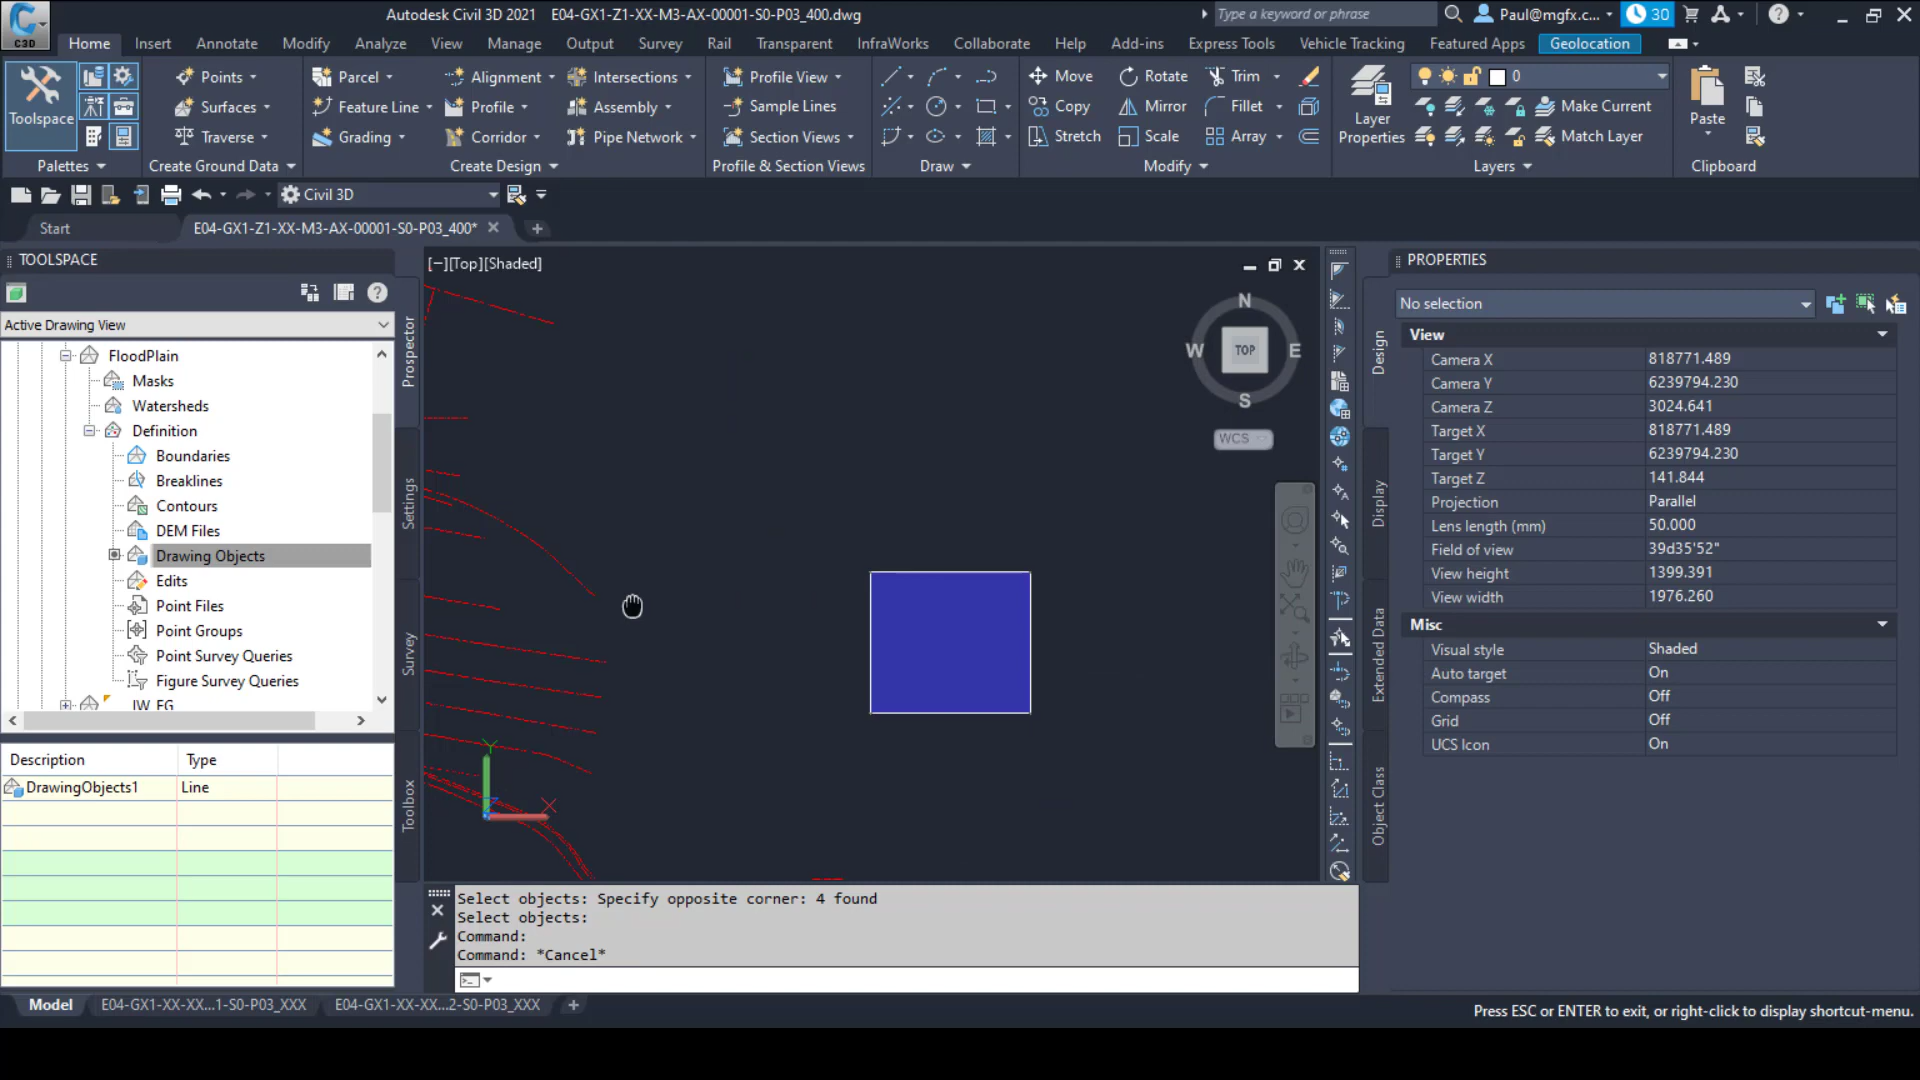 Autodesk Civil 3D 2021 E04-GX1-Z1-XX-M3-AX-00001-S0-P03_400.dwg
Type a keyword or phrase
Paul@mgfx.c...
30
C3D
Home Insert Annotate Modify Analyze View Manage Output Survey Rail Transparent InfraWorks Collaborate Help Add-ins Express Tools Vehicle Tracking Featured Apps Geolocation
Toolspace
Palettes
Points
Surfaces
Traverse
Create Ground Data
Parcel
Feature Line
Grading
Alignment
Profile
Corridor
Intersections
Assembly
Pipe Network
Create Design
Profile View
Sample Lines
Section Views
Profile & Section Views
Draw
Move
Copy
Stretch
Rotate
Mirror
Scale
Trim
Fillet
Array
Modify
Layer
Properties
0
Make Current
Match Layer
Layers
Paste
Clipboard
Civil 3D
Start
E04-GX1-Z1-XX-M3-AX-00001-S0-P03_400*
TOOLSPACE
Active Drawing View
FloodPlain
Masks
Watersheds
Definition
Boundaries
Breaklines
Contours
DEM Files
Drawing Objects
Edits
Point Files
Point Groups
Point Survey Queries
Figure Survey Queries
IW_EG
Description Type
DrawingObjects1 Line
Prospector
Settings
Survey
Toolbox
[−][Top][Shaded]
N
W
TOP
E
S
WCS
Y
X
Select objects: Specify opposite corner: 4 found
Select objects:
Command:
Command: *Cancel*
Design
Display
Extended Data
Object Class
PROPERTIES
No selection
View
Camera X 818771.489
Camera Y 6239794.230
Camera Z 3024.641
Target X 818771.489
Target Y 6239794.230
Target Z 141.844
Projection Parallel
Lens length (mm) 50.000
Field of view 39d35'52"
View height 1399.391
View width 1976.260
Misc
Visual style Shaded
Auto target On
Compass Off
Grid Off
UCS Icon On
Model E04-GX1-XX-XX...1-S0-P03_XXX E04-GX1-XX-XX...2-S0-P03_XXX
Press ESC or ENTER to exit, or right-click to display shortcut-menu.